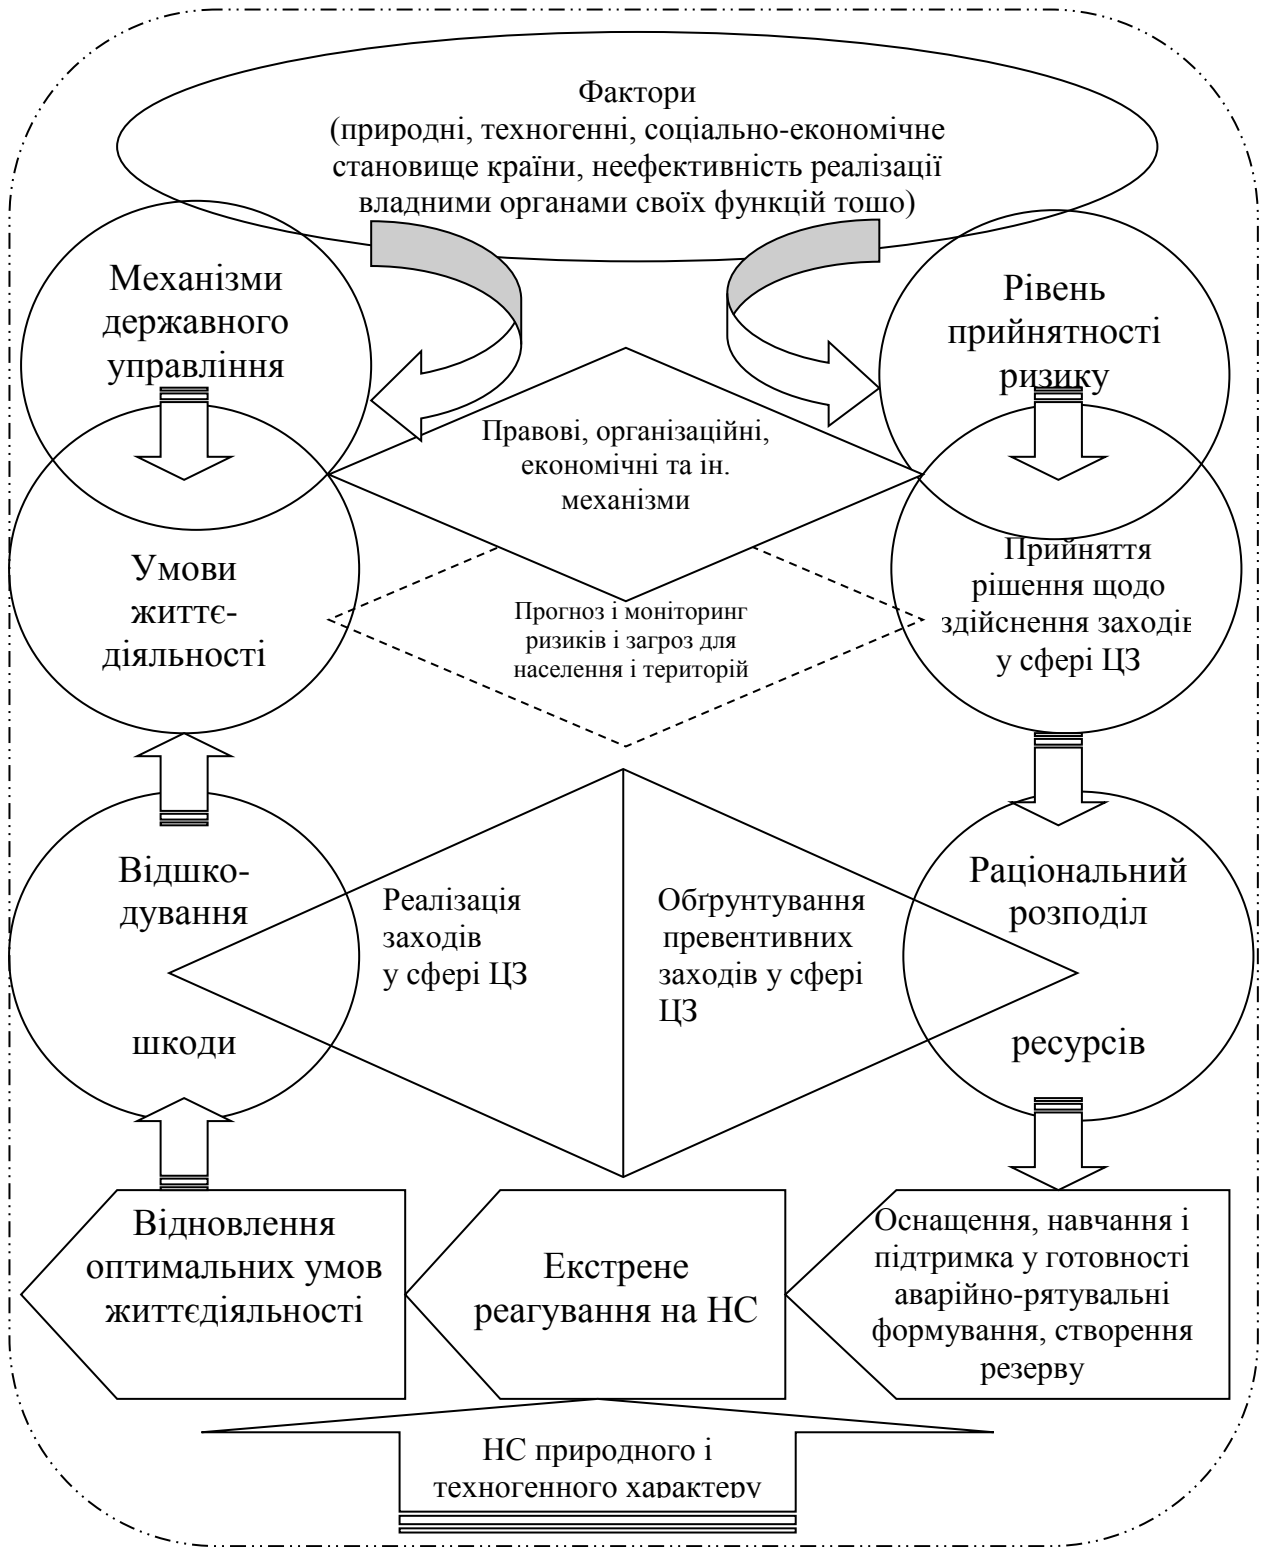 Фактори
(природні, техногенні, соціально-економічне
становище країни, неефективність реалізації
владними органами своїх функцій тошо)
Механізми
державного
управління
Рівень
прийнятності
ризику
Правові, організаційні,
економічні та ін.
механізми
Умови
життє-
діяльності
Прогноз і моніторинг
ризиків і загроз для
населення і територій
Прийняття
рішення щодо
здійснення заходів
у сфері ЦЗ
Відшко-
дування
шкоди
Реалізація
заходів
у сфері ЦЗ
Обґрунтування
превентивних
заходів у сфері
ЦЗ
Раціональний
розподіл
ресурсів
Відновлення
оптимальних умов
життєдіяльності
Екстрене
реагування на НС
Оснащення, навчання і
підтримка у готовності
аварійно-рятувальні
формування, створення
резерву
НС природного і
техногенного характеру